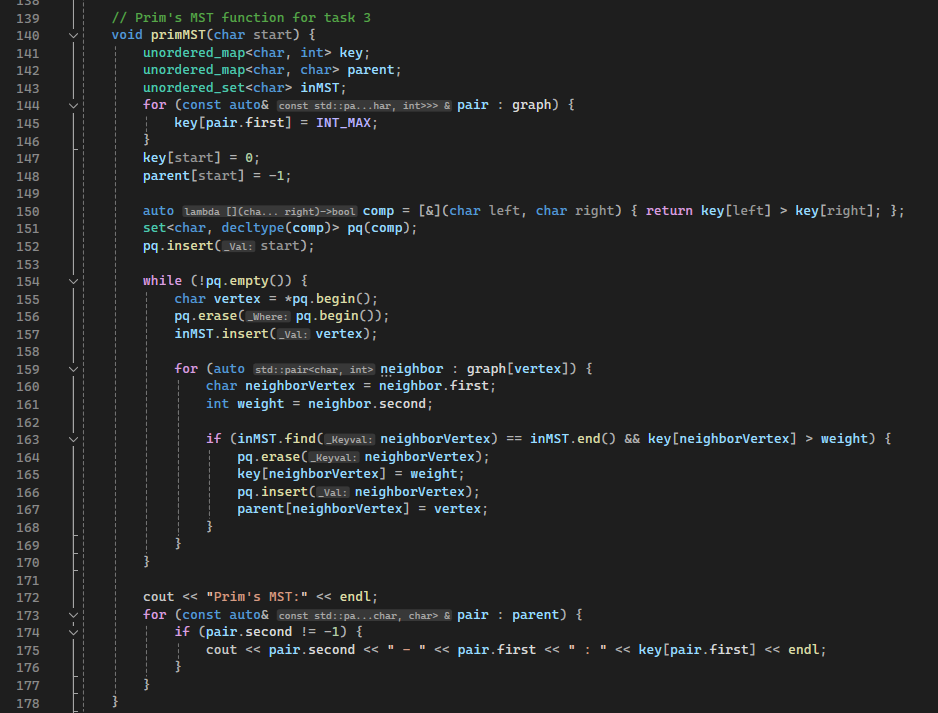 138
139 // Prim's MST function for task 3
140 void primMST(char start) {
141 unordered_map<char, int> key;
142 unordered_map<char, char> parent;
143 unordered_set<char> inMST;
144 for (const auto& const std::pa...har, int>>> & pair : graph) {
145 key[pair.first] = INT_MAX;
146 }
147 key[start] = 0;
148 parent[start] = -1;
149
150 auto lambda [](cha... right)->bool comp = [&](char left, char right) { return key[left] > key[right]; };
151 set<char, decltype(comp)> pq(comp);
152 pq.insert(_Val: start);
153
154 while (!pq.empty()) {
155 char vertex = *pq.begin();
156 pq.erase(_Where: pq.begin());
157 inMST.insert(_Val: vertex);
158
159 for (auto std::pair<char, int> neighbor : graph[vertex]) {
160 char neighborVertex = neighbor.first;
161 int weight = neighbor.second;
162
163 if (inMST.find(_Keyval: neighborVertex) == inMST.end() && key[neighborVertex] > weight) {
164 pq.erase(_Keyval: neighborVertex);
165 key[neighborVertex] = weight;
166 pq.insert(_Val: neighborVertex);
167 parent[neighborVertex] = vertex;
168 }
169 }
170 }
171
172 cout << "Prim's MST:" << endl;
173 for (const auto& const std::pa...char, char> & pair : parent) {
174 if (pair.second != -1) {
175 cout << pair.second << " - " << pair.first << " : " << key[pair.first] << endl;
176 }
177 }
178 }